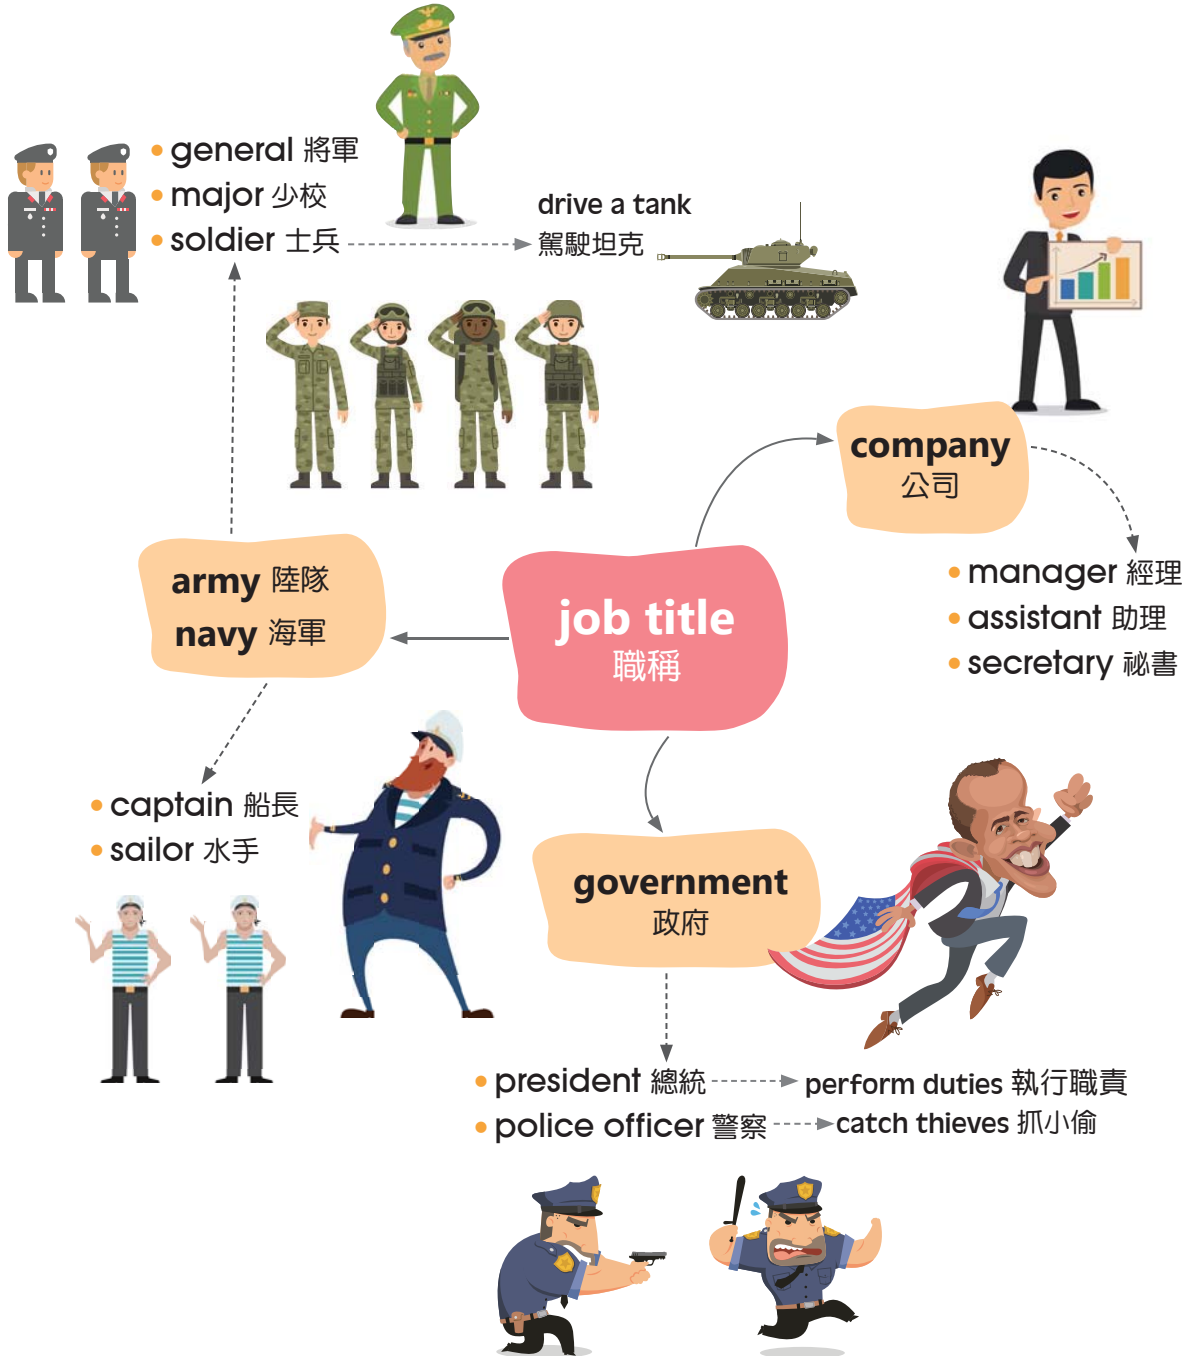 • general 將軍
• major 少校
• soldier 士兵
drive a tank
駕駛坦克
company
公司
• manager 經理
• assistant 助理
• secretary 祕書
army 陸隊
navy 海軍
job title
職稱
• captain 船長
• sailor 水手
government
政府
• president 總統
perform duties 執行職責
• police officer 警察
catch thieves 抓小偷